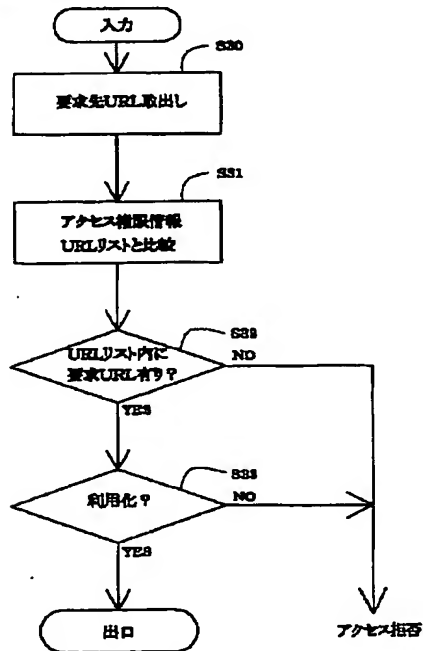 入力
S30
要求先URL取出し
S31
アクセス権限情報
URLリストと比較
S32
URLリスト内に
要求URL有り?
NO
YES
S33
利用化?
NO
YES
出口
アクセス拒否